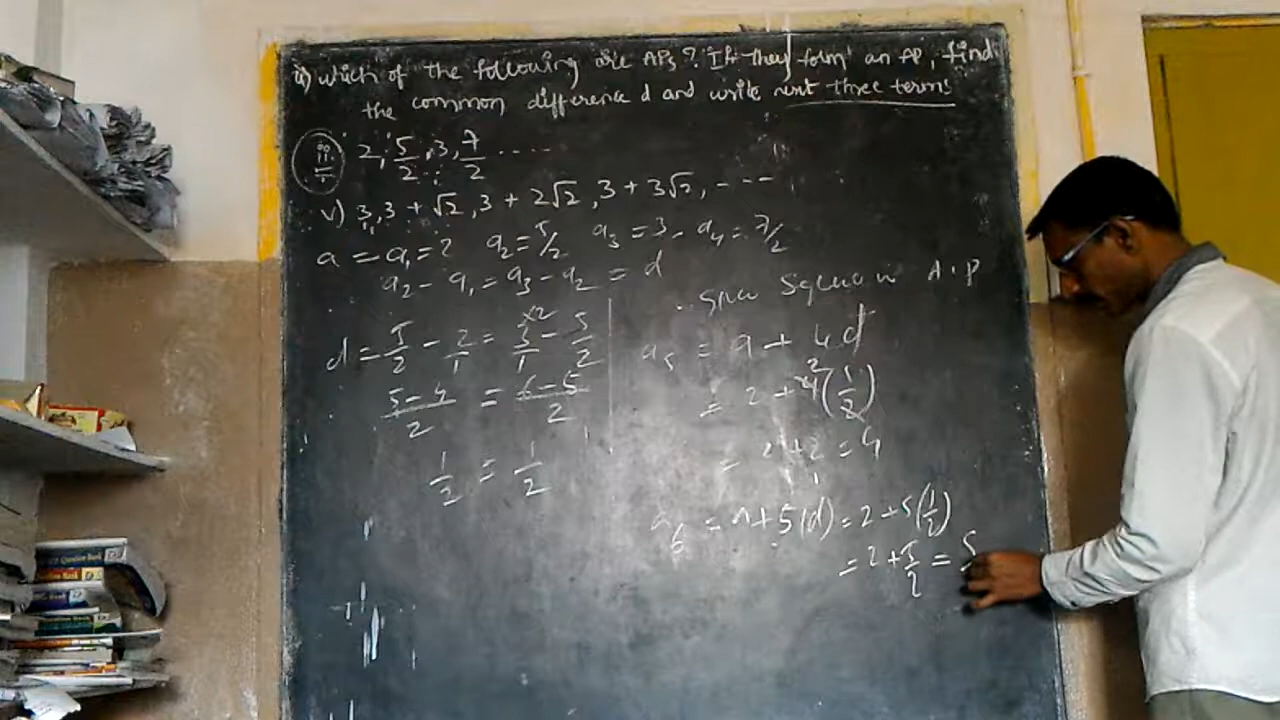 ii) which of the following are APs? If they form an AP, find
the common difference d and write next three terms
iii 2, 5/2, 3, 7/2 .....
v) 3, 3 + √2, 3 + 2√2, 3 + 3√2, ----
a = a₁ = 2 a₂ = 5/2 a₃ = 3 - a₄ = 7/2
a₂ - a₁ = a₃ - a₂ = d
d = 5/2 - 2/1 = 3/1 ×2 - 5/2
5-4/2 = 6-5/2
1/2 = 1/2
A.P
a₅ = a + 4d
= 2 + 4 2 (1/2)
= 2+2 = 4
a₆ = a + 5(d) = 2 + 5(1/2)
= 2 + 5/2 =